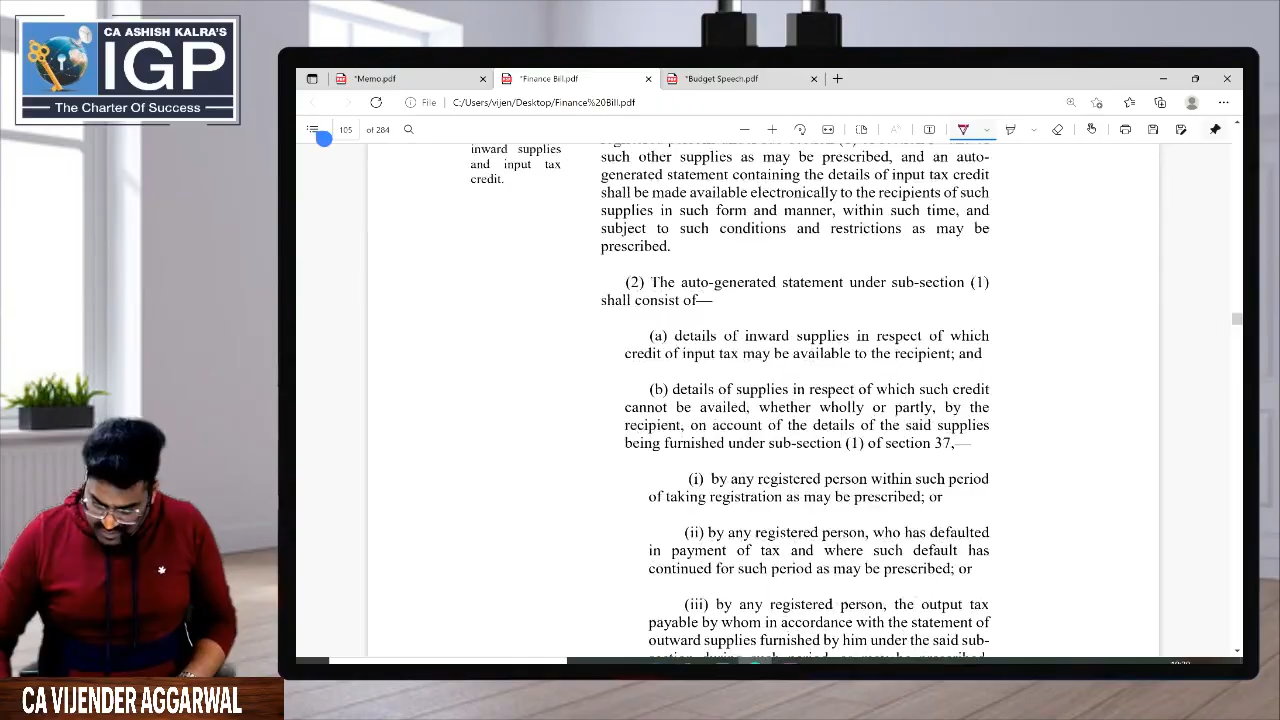 CA ASHISH KALRA'S
IGP
The Charter Of Success
*Memo.pdf
*Finance Bill.pdf
*Budget Speech.pdf
File
C:/Users/vijen/Desktop/Finance%20Bill.pdf
105 of 284
inward supplies
and input tax
credit.
such other supplies as may be prescribed, and an auto-
generated statement containing the details of input tax credit
shall be made available electronically to the recipients of such
supplies in such form and manner, within such time, and
subject to such conditions and restrictions as may be
prescribed.
(2) The auto-generated statement under sub-section (1)
shall consist of—
(a) details of inward supplies in respect of which
credit of input tax may be available to the recipient; and
(b) details of supplies in respect of which such credit
cannot be availed, whether wholly or partly, by the
recipient, on account of the details of the said supplies
being furnished under sub-section (1) of section 37,—
(i) by any registered person within such period
of taking registration as may be prescribed; or
(ii) by any registered person, who has defaulted
in payment of tax and where such default has
continued for such period as may be prescribed; or
(iii) by any registered person, the output tax
payable by whom in accordance with the statement of
outward supplies furnished by him under the said sub-
CA VIJENDER AGGARWAL